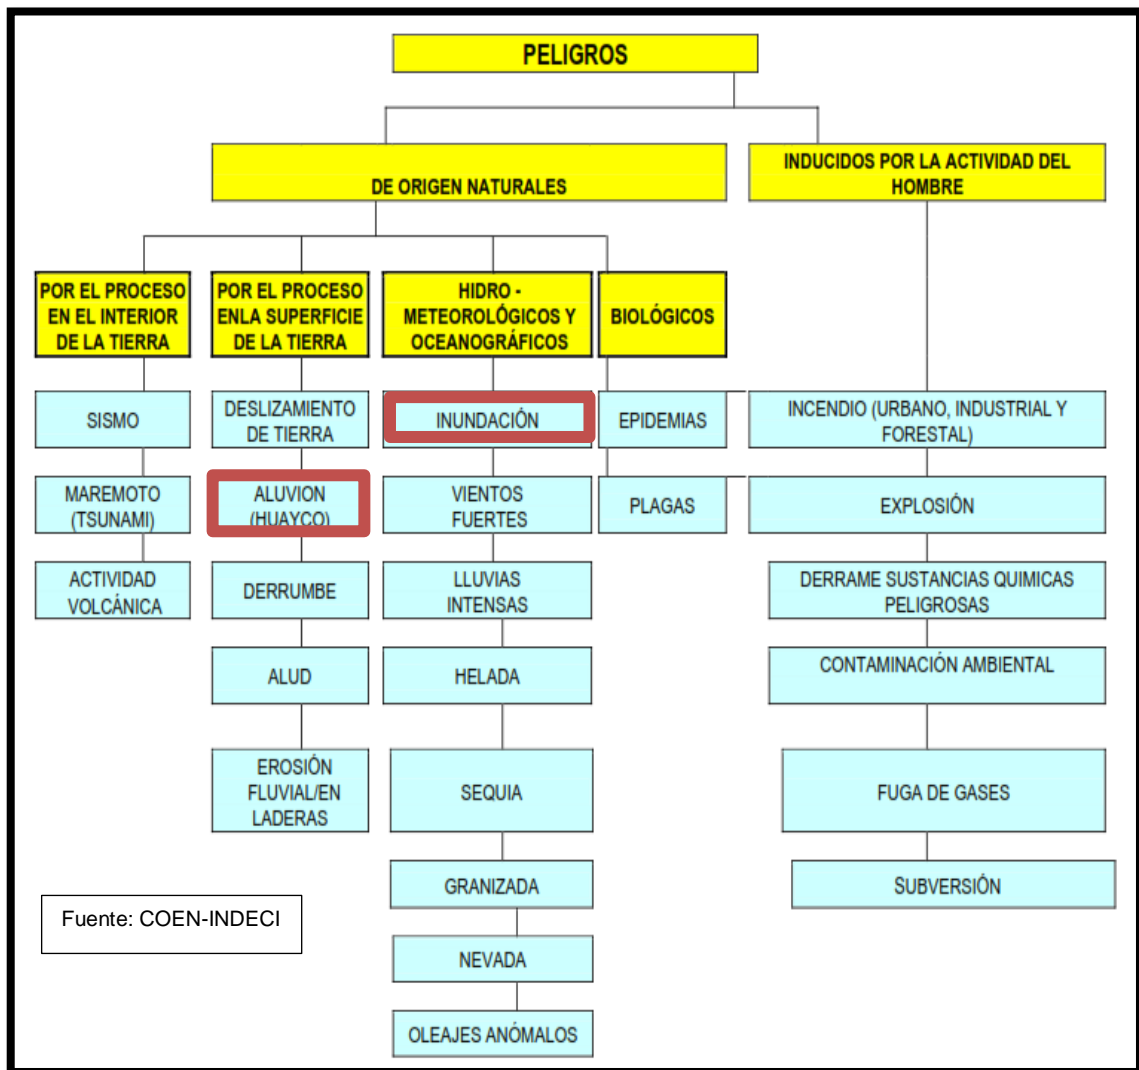 PELIGROS
DE ORIGEN NATURALES
INDUCIDOS POR LA ACTIVIDAD DEL
HOMBRE
POR EL PROCESO
EN EL INTERIOR
DE LA TIERRA
POR EL PROCESO
ENLA SUPERFICIE
DE LA TIERRA
HIDRO -
METEOROLÓGICOS Y
OCEANOGRÁFICOS
BIOLÓGICOS
SISMO
MAREMOTO
(TSUNAMI)
ACTIVIDAD
VOLCÁNICA
DESLIZAMIENTO
DE TIERRA
ALUVION
(HUAYCO)
DERRUMBE
ALUD
EROSIÓN
FLUVIAL/EN
LADERAS
INUNDACIÓN
VIENTOS
FUERTES
LLUVIAS
INTENSAS
HELADA
SEQUIA
GRANIZADA
NEVADA
OLEAJES ANÓMALOS
EPIDEMIAS
PLAGAS
INCENDIO (URBANO, INDUSTRIAL Y
FORESTAL)
EXPLOSIÓN
DERRAME SUSTANCIAS QUIMICAS
PELIGROSAS
CONTAMINACIÓN AMBIENTAL
FUGA DE GASES
SUBVERSIÓN
Fuente: COEN-INDECI